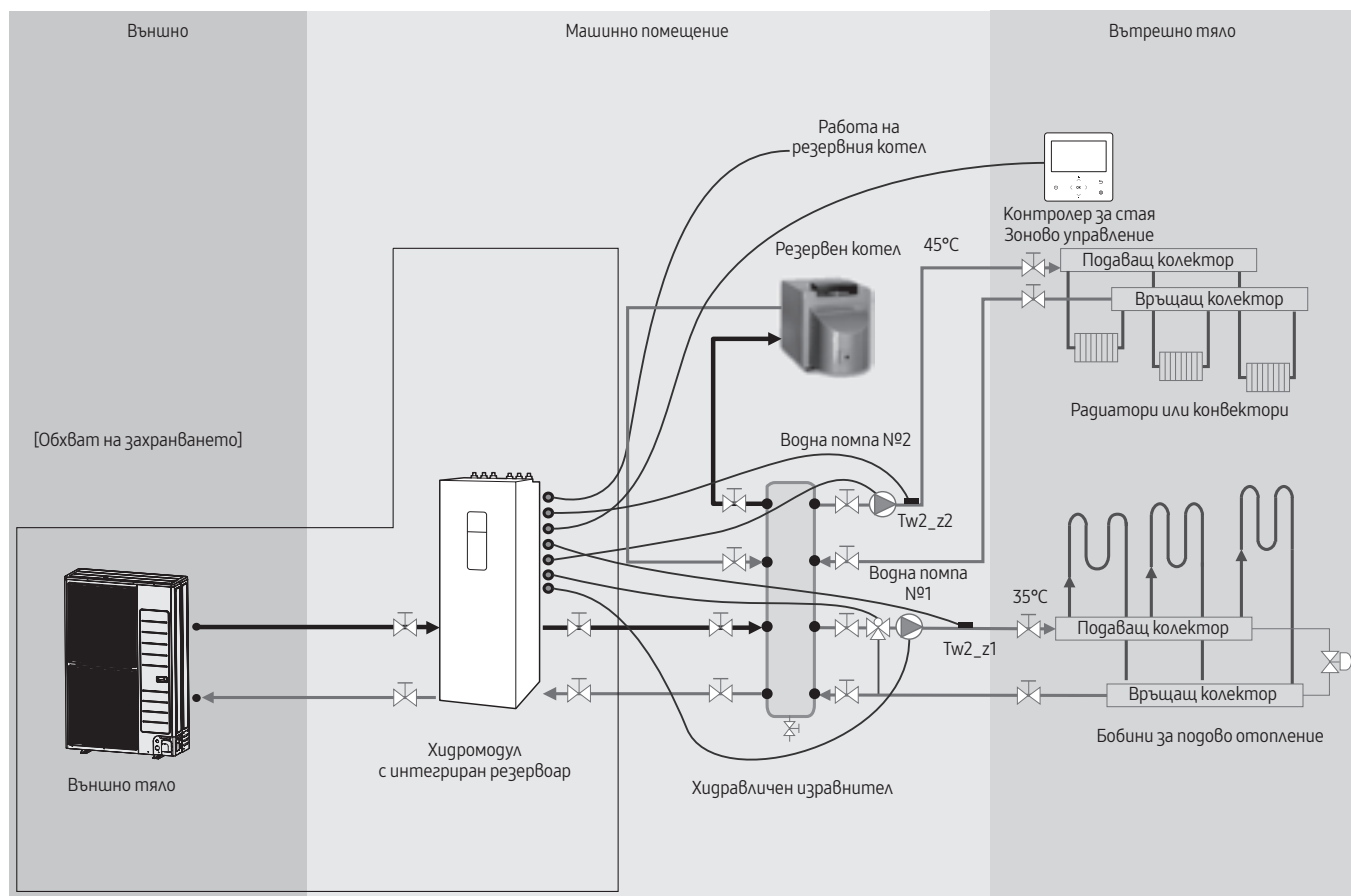 Външно
Машинно помещение
Вътрешно тяло
Работа на
резервния котел
Контролер за стая
Зоново управление
Резервен котел
45°C
Подаващ колектор
Връщащ колектор
Радиатори или конвектори
[Обхват на захранването]
Водна помпа №2
Tw2_z2
Водна помпа
№1
35°C
Подаващ колектор
Tw2_z1
Връщащ колектор
Бобини за подово отопление
Хидромодул
с интегриран резервоар
Външно тяло
Хидравличен изравнител